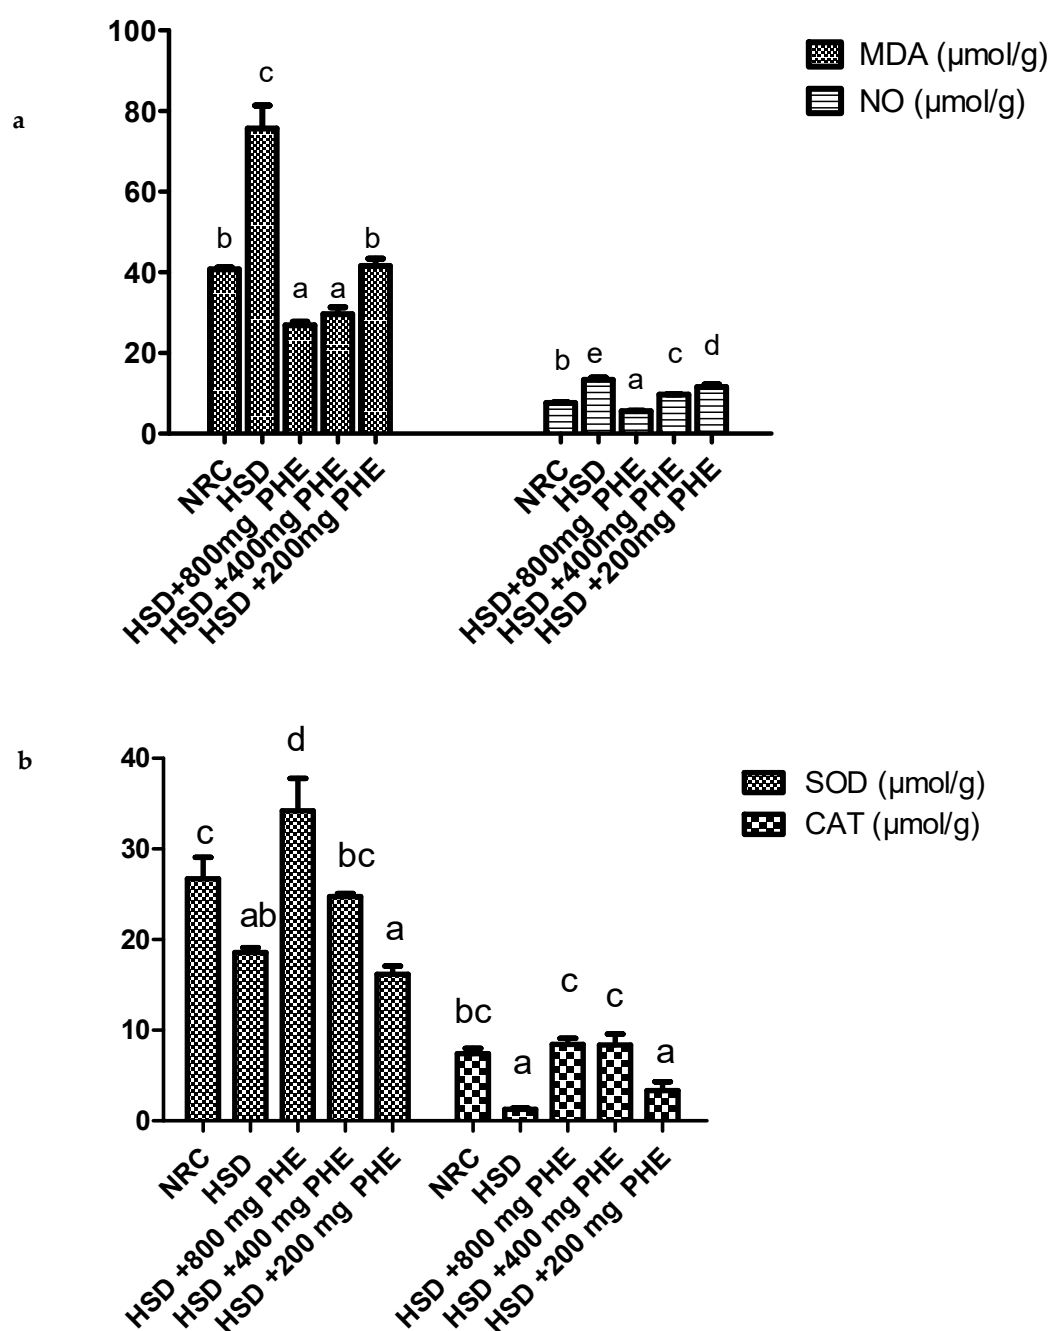 a
100
80
60
40
20
0
c
b
a
a
b
b
e
a
c
d
MDA (µmol/g)
NO (µmol/g)
NRC
HSD
HSD+800mg PHE
HSD +400mg PHE
HSD +200mg PHE
NRC
HSD
HSD+800mg PHE
HSD +400mg PHE
HSD +200mg PHE
b
40
30
20
10
0
c
ab
d
bc
a
bc
a
c
c
a
SOD (µmol/g)
CAT (µmol/g)
NRC
HSD
HSD +800 mg PHE
HSD +400 mg PHE
HSD +200 mg PHE
NRC
HSD
HSD +800 mg PHE
HSD +400 mg PHE
HSD +200 mg PHE